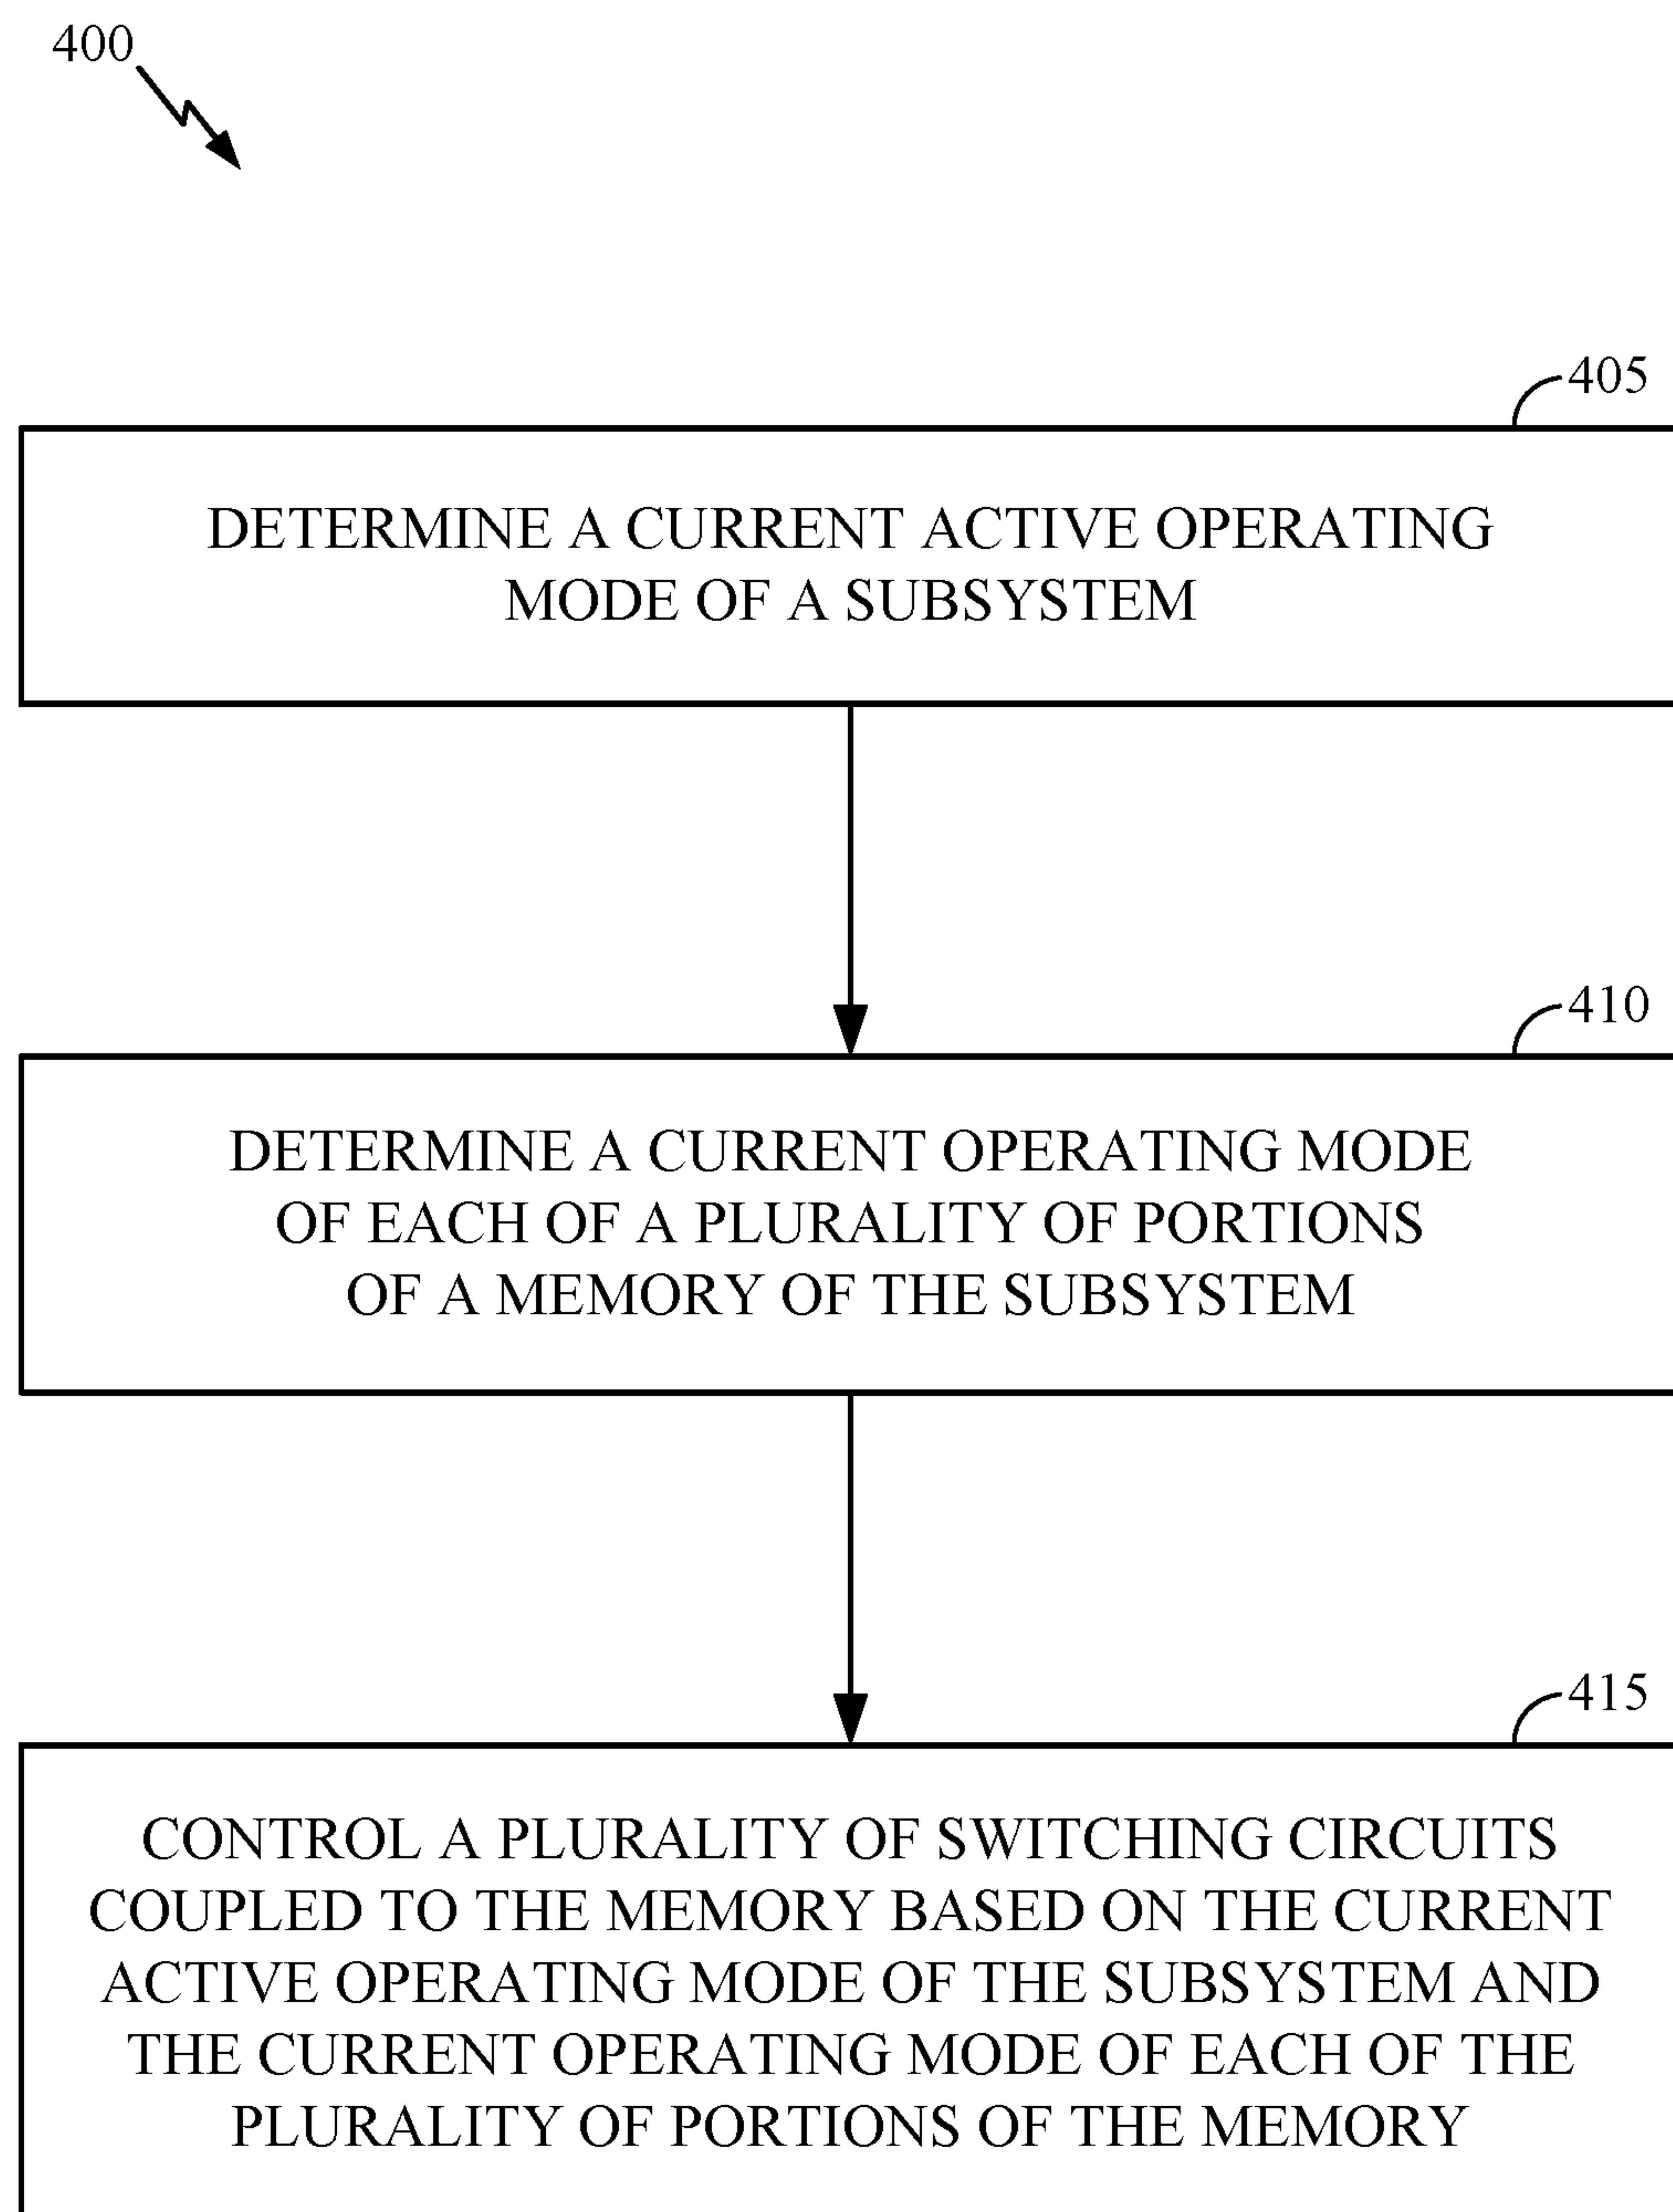 400
405
DETERMINE A CURRENT ACTIVE OPERATING
MODE OF A SUBSYSTEM
410
DETERMINE A CURRENT OPERATING MODE
OF EACH OF A PLURALITY OF PORTIONS
OF A MEMORY OF THE SUBSYSTEM
415
CONTROL A PLURALITY OF SWITCHING CIRCUITS
COUPLED TO THE MEMORY BASED ON THE CURRENT
ACTIVE OPERATING MODE OF THE SUBSYSTEM AND
THE CURRENT OPERATING MODE OF EACH OF THE
PLURALITY OF PORTIONS OF THE MEMORY